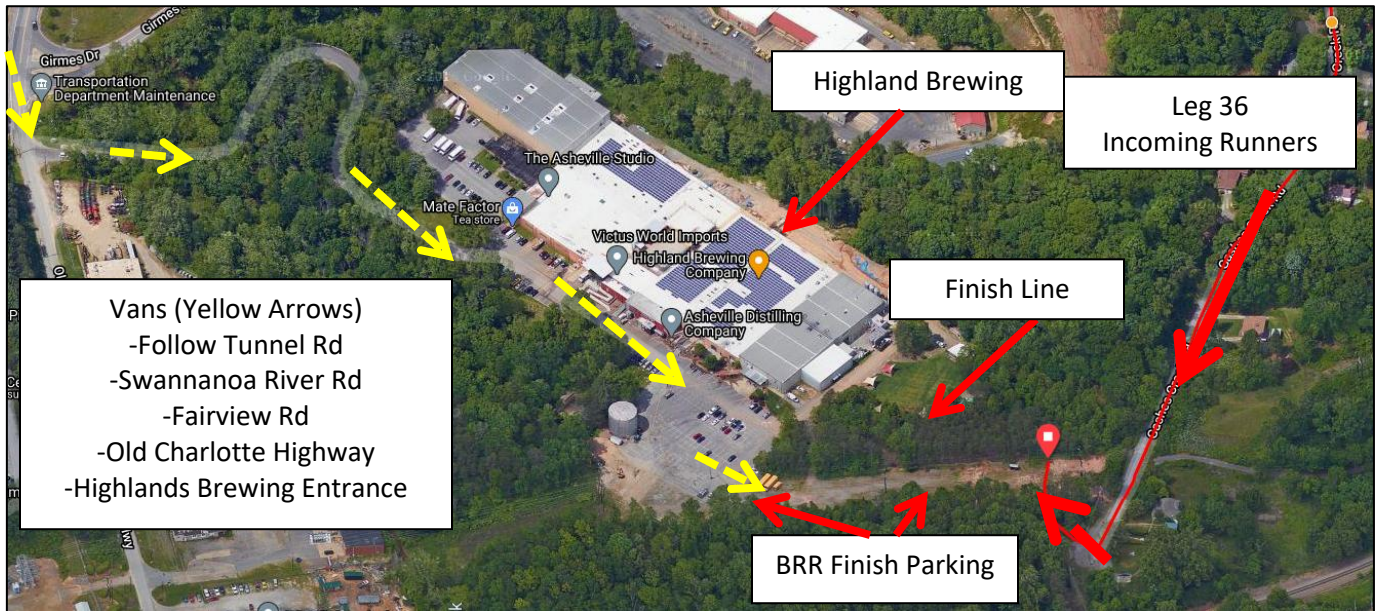 Girmes Dr
Girmes
Transportation
Department Maintenance
Highland Brewing
Leg 36
Incoming Runners
The Asheville Studio
Mate Factor
Tea store
Victus World Imports
Highland Brewing
Company
Asheville Distilling
Company
Finish Line
Vans (Yellow Arrows)
-Follow Tunnel Rd
-Swannanoa River Rd
-Fairview Rd
-Old Charlotte Highway
-Highlands Brewing Entrance
BRR Finish Parking